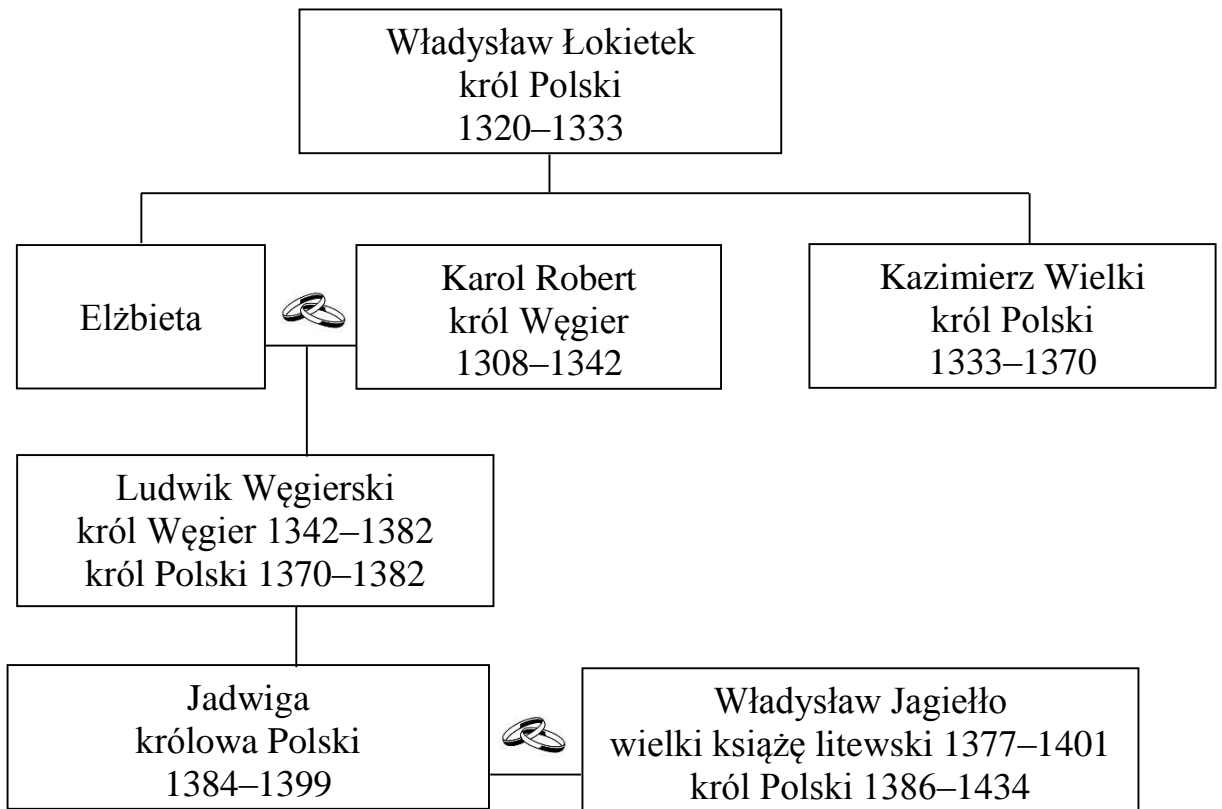 Władysław Łokietek
król Polski
1320–1333
Elżbieta
Karol Robert
król Węgier
1308–1342
Kazimierz Wielki
król Polski
1333–1370
Ludwik Węgierski
król Węgier 1342–1382
król Polski 1370–1382
Jadwiga
królowa Polski
1384–1399
Władysław Jagiełło
wielki książę litewski 1377–1401
król Polski 1386–1434